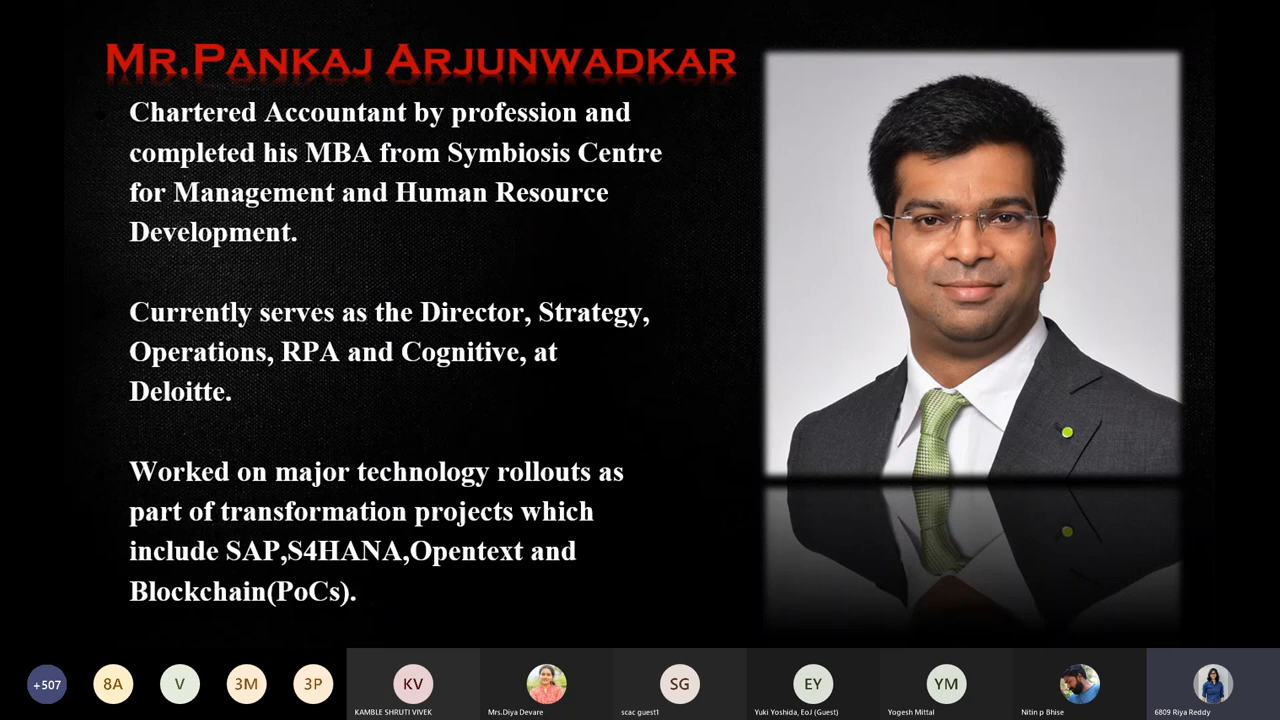 Mr.Pankaj Arjunwadkar
Chartered Accountant by profession and
completed his MBA from Symbiosis Centre
for Management and Human Resource
Development.
Currently serves as the Director, Strategy,
Operations, RPA and Cognitive, at
Deloitte.
Worked on major technology rollouts as
part of transformation projects which
include SAP,S4HANA,Opentext and
Blockchain(PoCs).
+507
8A
V
3M
3P
KV
SG
EY
YM
KAMBLE SHRUTI VIVEK
Mrs.Diya Devare
scac guest1
Yuki Yoshida, EoJ (Guest)
Yogesh Mittal
Nitin p Bhise
6809 Riya Reddy